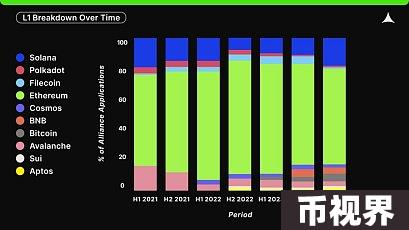 L1 Breakdown Over Time
Solana
Polkadot
Filecoin
Ethereum
Cosmos
BNB
Bitcoin
Avalanche
Sui
Aptos
% of Alliance Applications
100
80
60
40
20
0
H1 2021
H2 2021
H1 2022
H2 2022
H1 202
Period
币视界